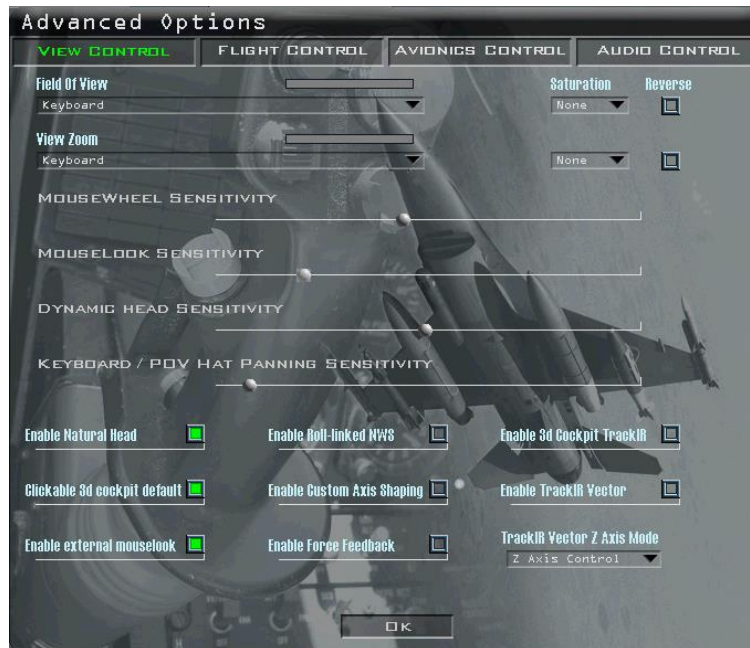 Advanced Options
VIEW CONTROL FLIGHT CONTROL AVIONICS CONTROL AUDIO CONTROL
Field Of View Saturation Reverse
Keyboard None
View Zoom
Keyboard None
MOUSEWHEEL SENSITIVITY
MOUSELOOK SENSITIVITY
DYNAMIC HEAD SENSITIVITY
KEYBOARD / POV HAT PANNING SENSITIVITY
Enable Natural Head Enable Roll-linked NWS Enable 3d Cockpit TrackIR
Clickable 3d cockpit default Enable Custom Axis Shaping Enable TrackIR Vector
Enable external mouselook Enable Force Feedback TrackIR Vector Z Axis Mode
Z Axis Control
OK